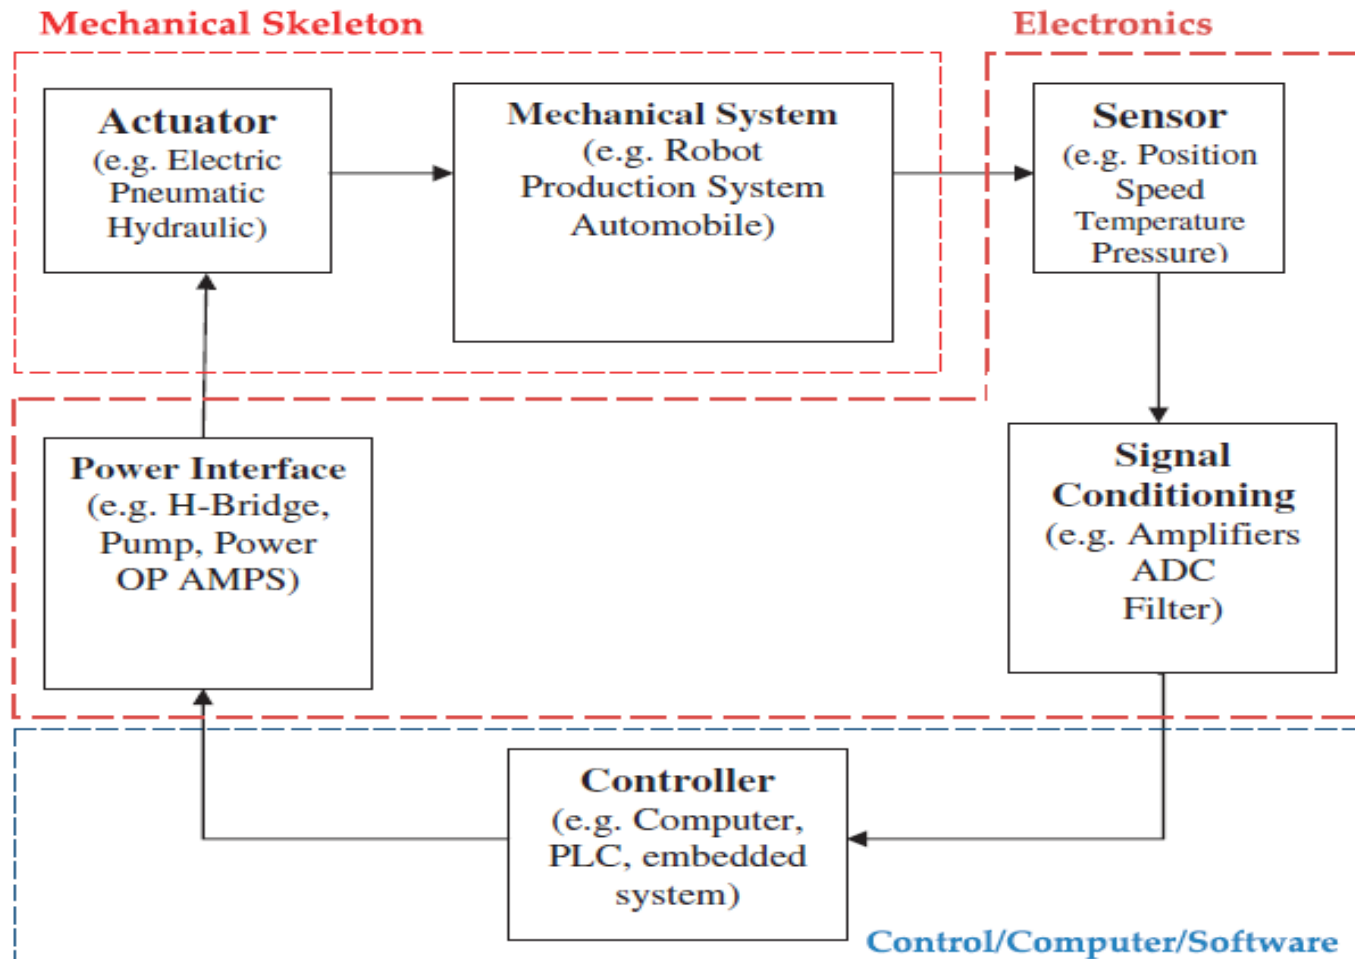 Mechanical Skeleton
Electronics
Actuator
(e.g. Electric
Pneumatic
Hydraulic)
Mechanical System
(e.g. Robot
Production System
Automobile)
Sensor
(e.g. Position
Speed
Temperature
Pressure)
Power Interface
(e.g. H-Bridge,
Pump, Power
OP AMPS)
Signal
Conditioning
(e.g. Amplifiers
ADC
Filter)
Controller
(e.g. Computer,
PLC, embedded
system)
Control/Computer/Software